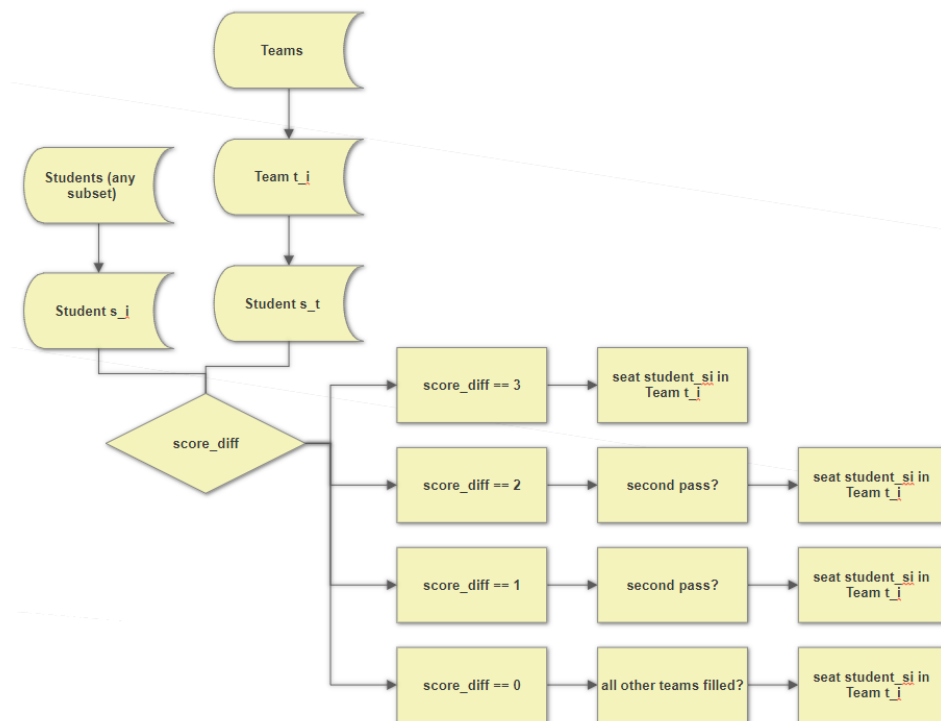 Teams
Students (any
subset)
Team t_i
Student s_i
Student s_t
score_diff
score_diff == 3
seat student_si in
Team t_i
score_diff == 2
second pass?
seat student_si in
Team t_i
score_diff == 1
second pass?
seat student_si in
Team t_i
score_diff == 0
all other teams filled?
seat student_si in
Team t_i